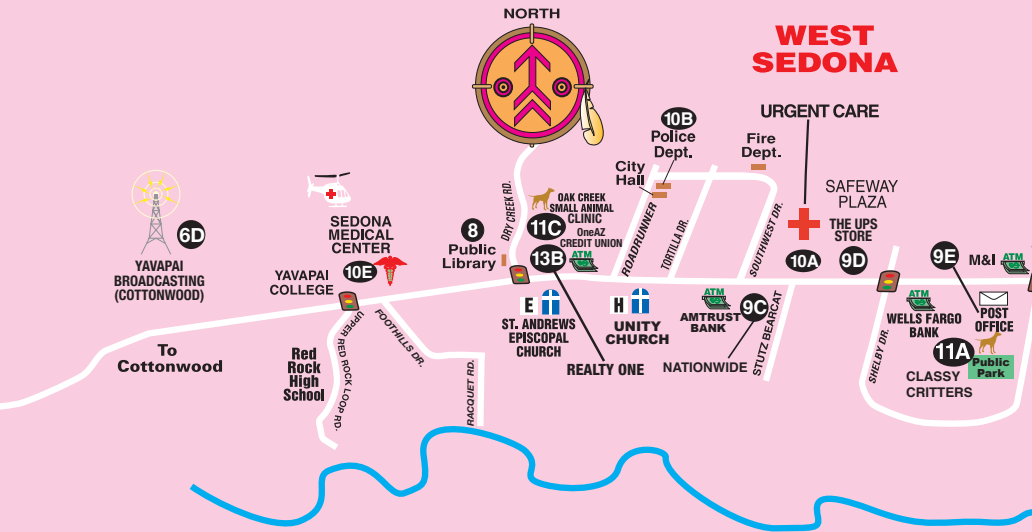 NORTH
WEST
SEDONA
URGENT CARE
10B
Police
Dept.
Fire
Dept.
City
Hall
SAFEWAY
PLAZA
THE UPS
STORE
OAK CREEK
SMALL ANIMAL
CLINIC
OneAZ
CREDIT UNION
11C
13B
ATM
DRY CREEK RD.
8
Public
Library
SEDONA
MEDICAL
CENTER
10E
YAVAPAI
COLLEGE
6D
YAVAPAI
BROADCASTING
(COTTONWOOD)
ROADRUNNER
TORTILLA DR.
SOUTHWEST DR.
10A
9D
9E
M&I
ATM
To
Cottonwood
Red
Rock
High
School
UPPER RED ROCK LOOP RD.
FOOTHILLS DR.
RACQUET RD.
E
ST. ANDREWS
EPISCOPAL
CHURCH
H
UNITY
CHURCH
REALTY ONE
ATM
AMTRUST
BANK
9C
NATIONWIDE
STUTZ BEARCAT
SHELBY DR.
ATM
WELLS FARGO
BANK
POST
OFFICE
11A
Public
Park
CLASSY
CRITTERS